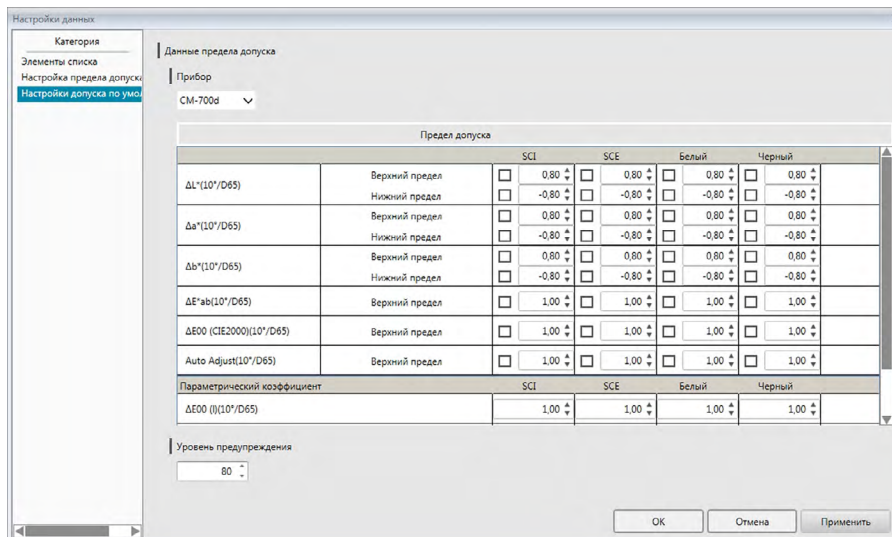 Настройки данных
Категория
Элементы списка
Настройка предела допуска
Настройки допуска по умол
Данные предела допуска
Прибор
CM-700d
Предел допуска
SCI SCE Белый Черный
ΔL*(10°/D65) Верхний предел 0,80 0,80 0,80 0,80
Нижний предел -0,80 -0,80 -0,80 -0,80
Δa*(10°/D65) Верхний предел 0,80 0,80 0,80 0,80
Нижний предел -0,80 -0,80 -0,80 -0,80
Δb*(10°/D65) Верхний предел 0,80 0,80 0,80 0,80
Нижний предел -0,80 -0,80 -0,80 -0,80
ΔE*ab(10°/D65) Верхний предел 1,00 1,00 1,00 1,00
ΔE00 (CIE2000)(10°/D65) Верхний предел 1,00 1,00 1,00 1,00
Auto Adjust(10°/D65) Верхний предел 1,00 1,00 1,00 1,00
Параметрический коэффициент SCI SCE Белый Черный
ΔE00 (l)(10°/D65) 1,00 1,00 1,00 1,00
Уровень предупреждения
80
ОК Отмена Применить